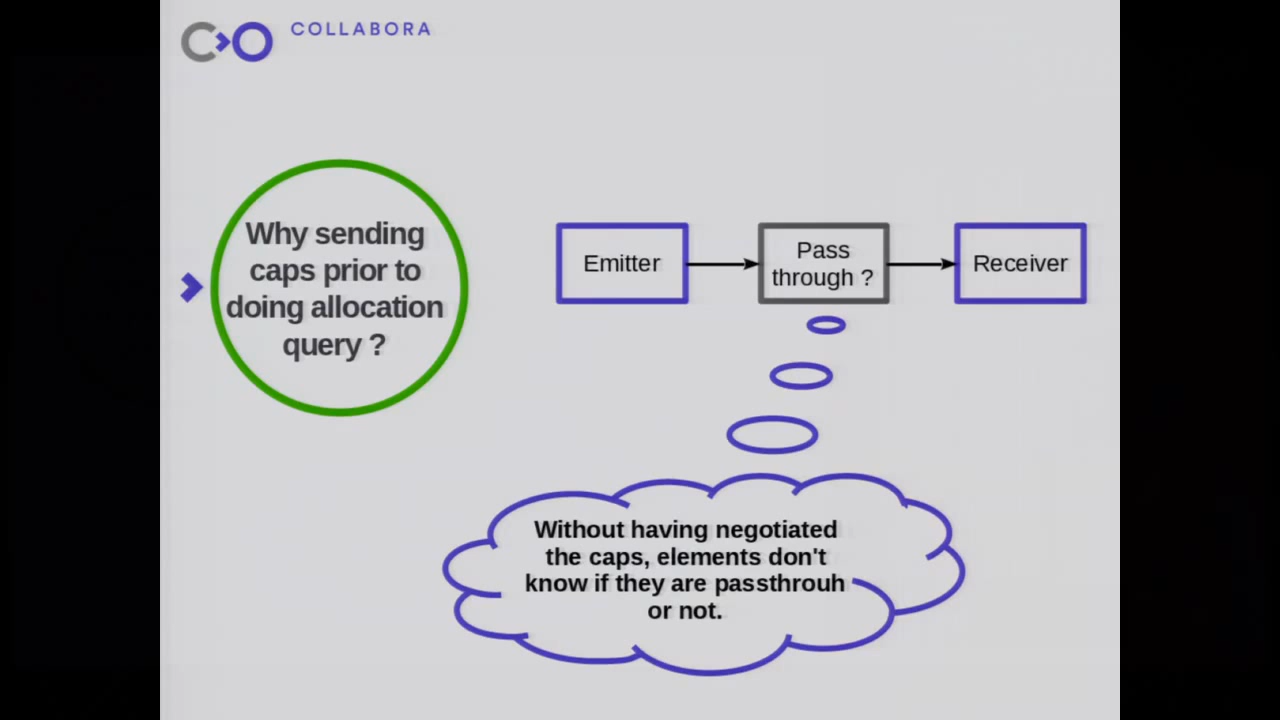 COLLABORA
Why sending
caps prior to
doing allocation
query ?
Emitter
Pass
through ?
Receiver
Without having negotiated
the caps, elements don't
know if they are passthrouh
or not.